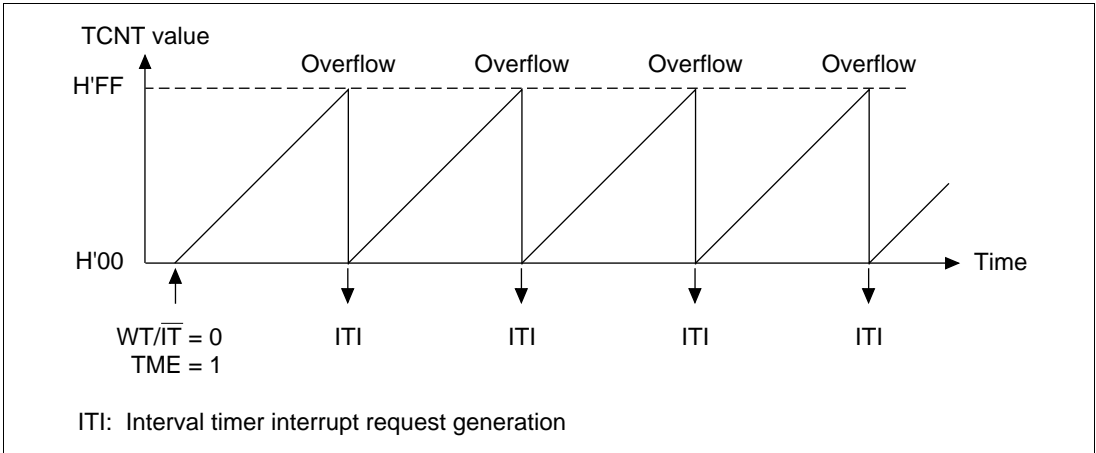 TCNT value
Overflow Overflow Overflow Overflow
H'FF
H'00
Time
WT/I̅T̅ = 0
TME = 1
ITI ITI ITI ITI
ITI: Interval timer interrupt request generation